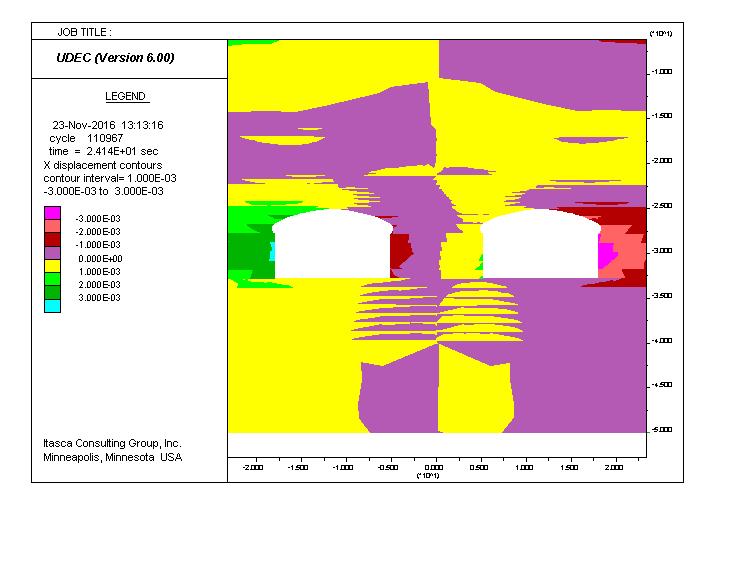 JOB TITLE :
UDEC (Version 6.00)
LEGEND
23-Nov-2016 13:13:16
cycle 110967
time = 2.414E+01 sec
X displacement contours
contour interval= 1.000E-03
-3.000E-03 to 3.000E-03
-3.000E-03
-2.000E-03
-1.000E-03
0.000E+00
1.000E-03
2.000E-03
3.000E-03
Itasca Consulting Group, Inc.
Minneapolis, Minnesota USA
(*10^1)
-1.000
-1.500
-2.000
-2.500
-3.000
-3.500
-4.000
-4.500
-5.000
-2.000 -1.500 -1.000 -0.500 0.000 0.500 1.000 1.500 2.000
(*10^1)